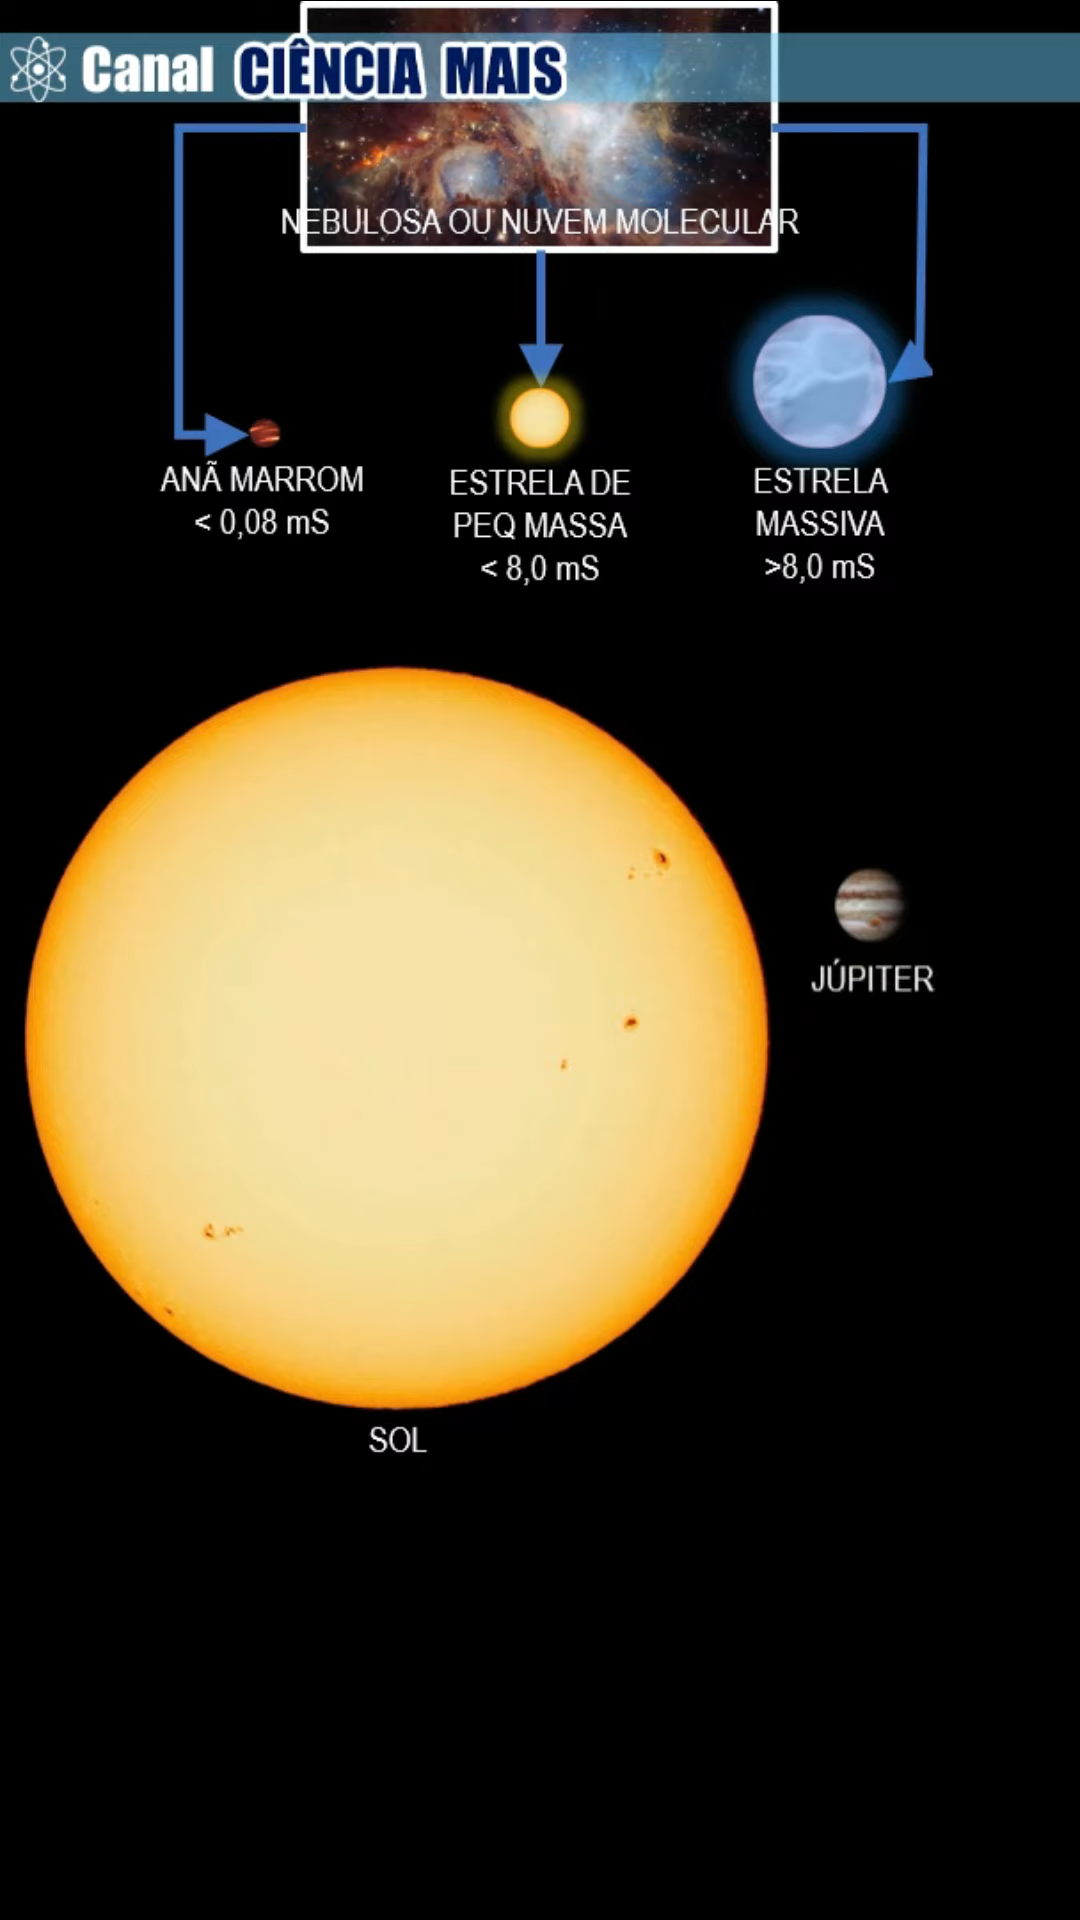 Canal CIÊNCIA MAIS
NEBULOSA OU NUVEM MOLECULAR
ANÃ MARROM
< 0,08 mS
ESTRELA DE
PEQ MASSA
< 8,0 mS
ESTRELA
MASSIVA
>8,0 mS
JÚPITER
SOL